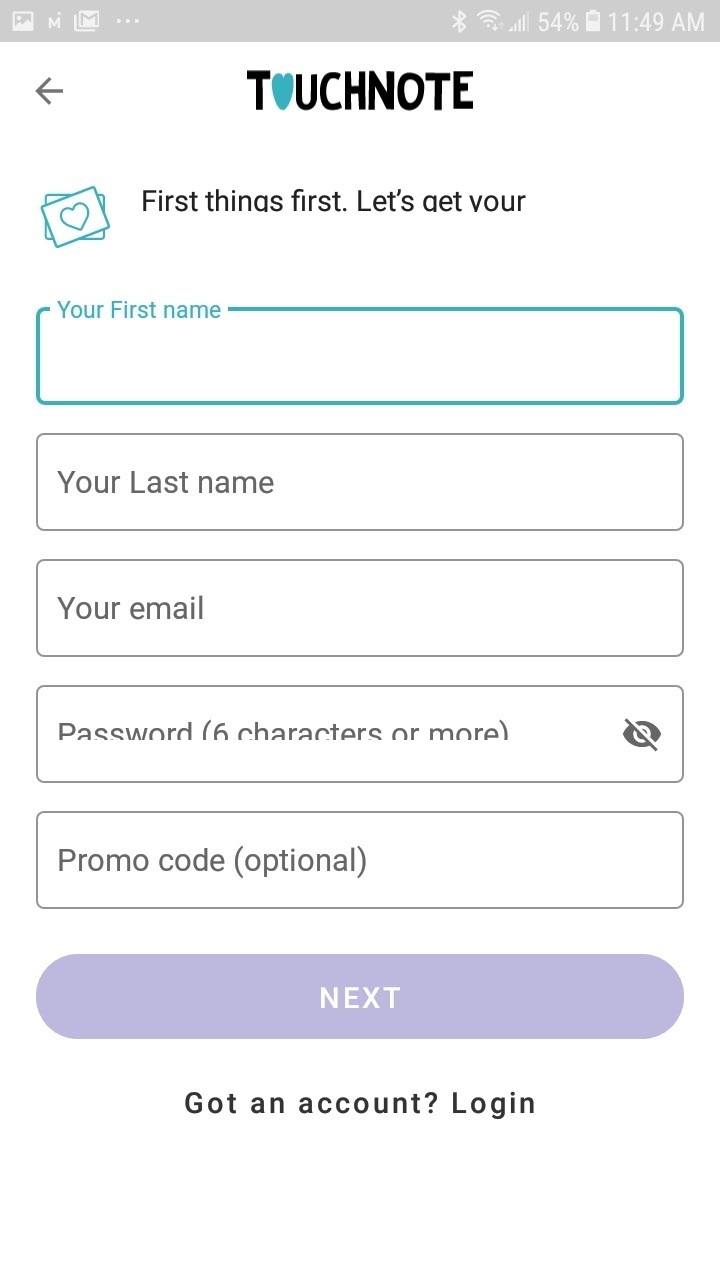 54% 11:49 AM
TOUCHNOTE
First things first. Let's get your
Your First name
Your Last name
Your email
Password (6 characters or more)
Promo code (optional)
NEXT
Got an account? Login